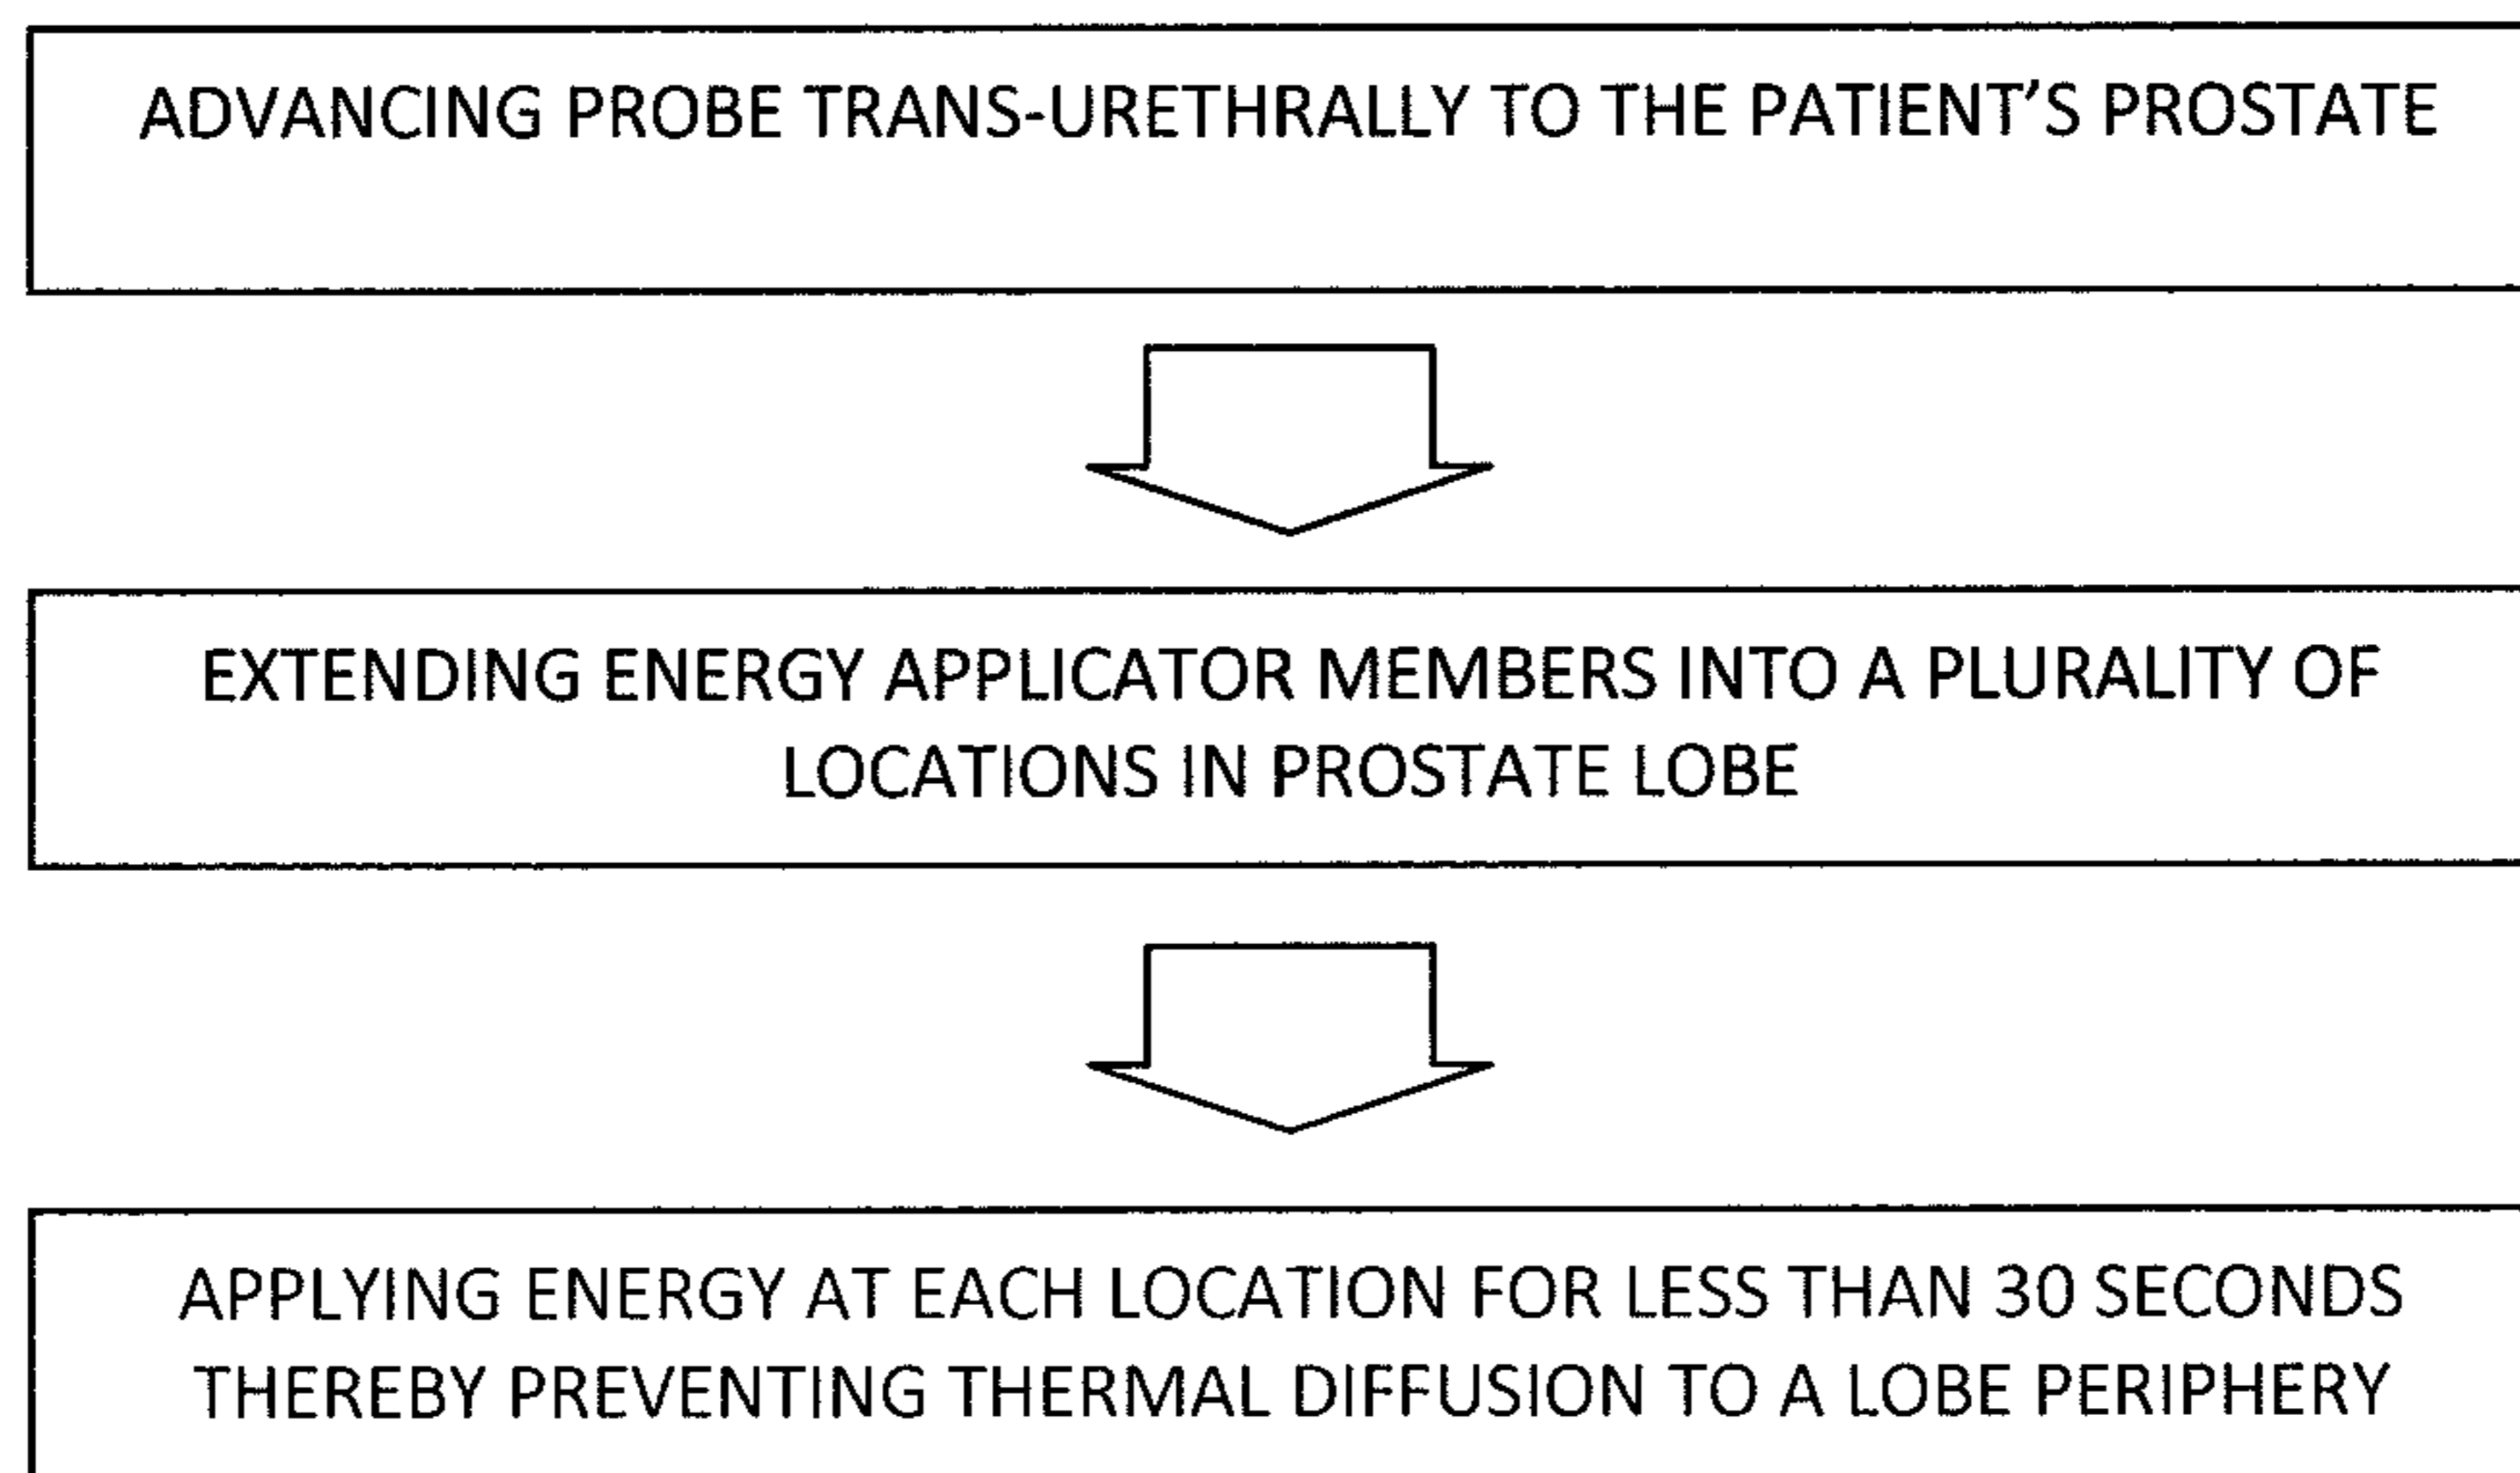 ADVANCING PROBE TRANS-URETHRALLY TO THE PATIENT'S PROSTATE
EXTENDING ENERGY APPLICATOR MEMBERS INTO A PLURALITY OF
LOCATIONS IN PROSTATE LOBE
APPLYING ENERGY AT EACH LOCATION FOR LESS THAN 30 SECONDS
THEREBY PREVENTING THERMAL DIFFUSION TO A LOBE PERIPHERY